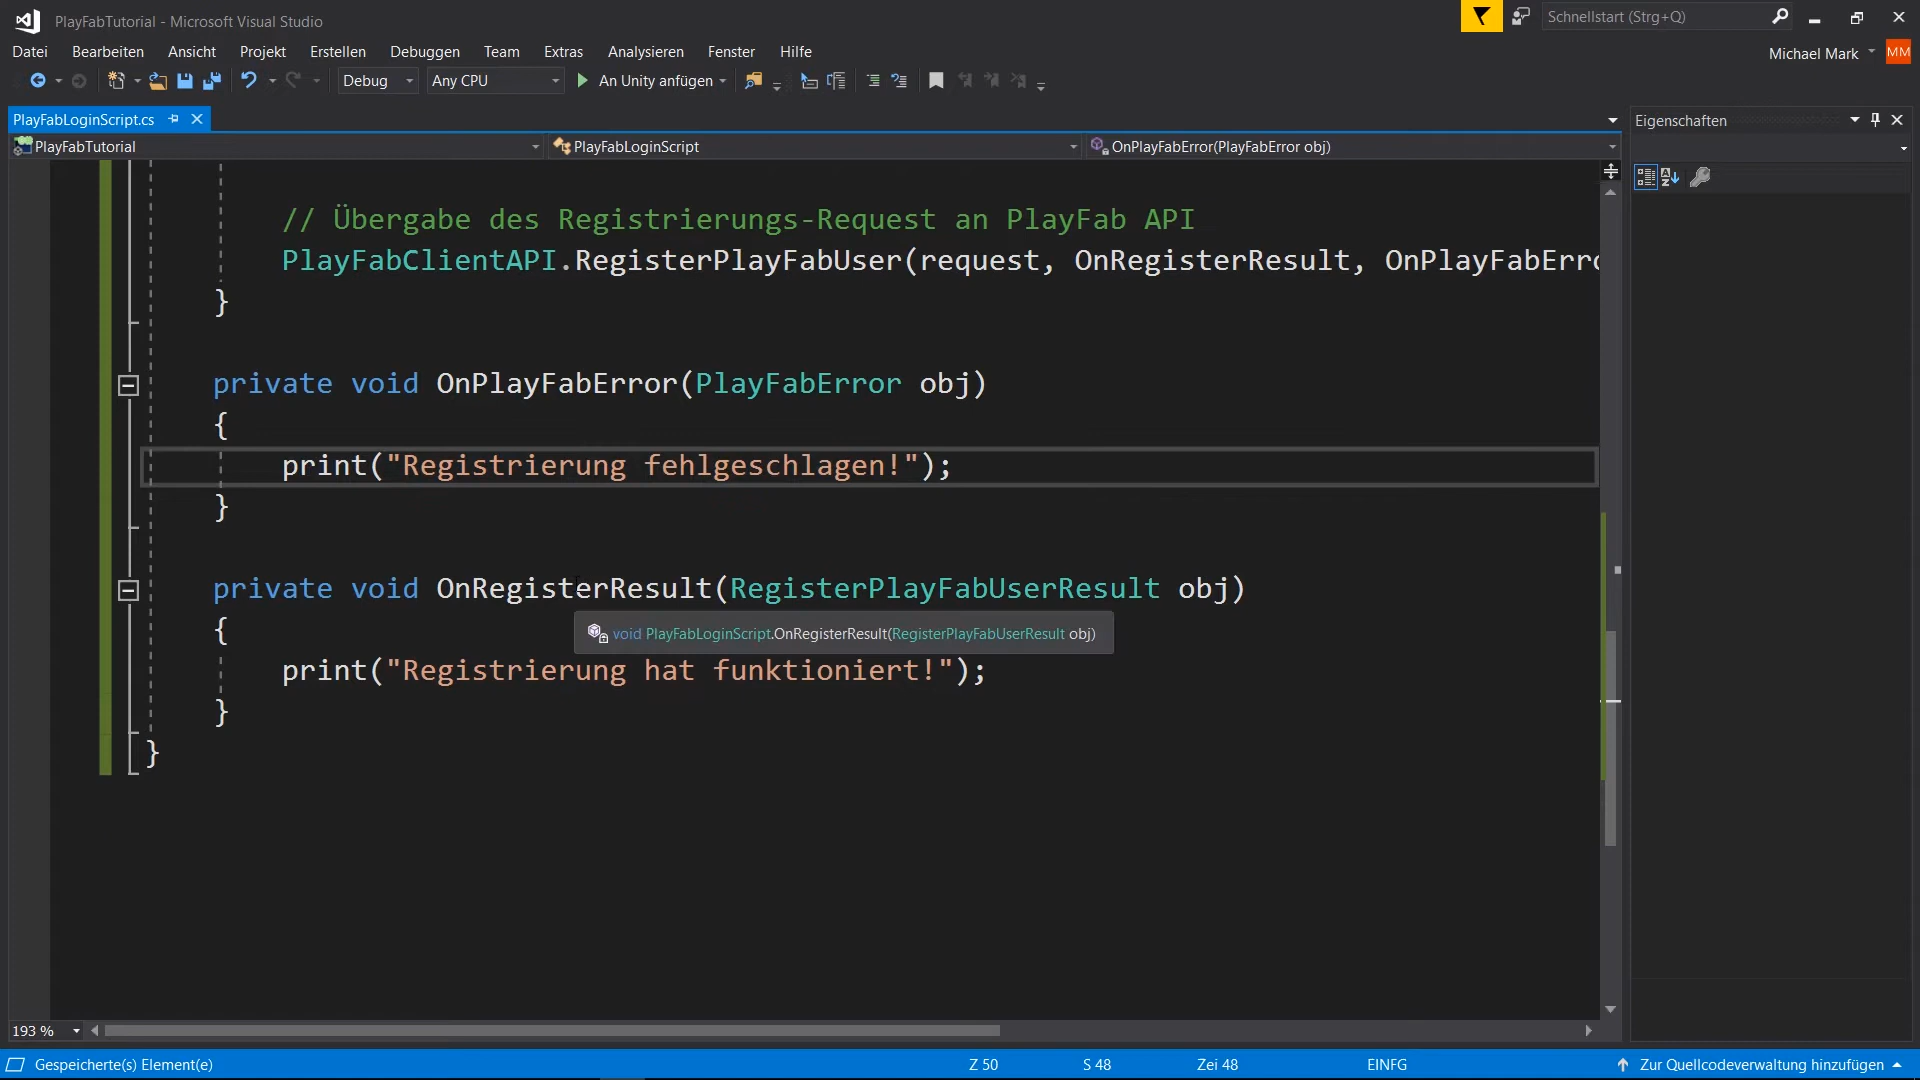 PlayFabTutorial - Microsoft Visual Studio
Schnellstart (Strg+Q)
Datei Bearbeiten Ansicht Projekt Erstellen Debuggen Team Extras Analysieren Fenster Hilfe
Michael Mark MM
Debug Any CPU An Unity anfügen
PlayFabLoginScript.cs
Eigenschaften
PlayFabTutorial PlayFabLoginScript OnPlayFabError(PlayFabError obj)
// Übergabe des Registrierungs-Request an PlayFab API
PlayFabClientAPI.RegisterPlayFabUser(request, OnRegisterResult, OnPlayFabErro
}
private void OnPlayFabError(PlayFabError obj)
{
print("Registrierung fehlgeschlagen!");
}
private void OnRegisterResult(RegisterPlayFabUserResult obj)
{
void PlayFabLoginScript.OnRegisterResult(RegisterPlayFabUserResult obj)
print("Registrierung hat funktioniert!");
}
}
193 %
Gespeicherte(s) Element(e) Z 50 S 48 Zei 48 EINFG Zur Quellcodeverwaltung hinzufügen